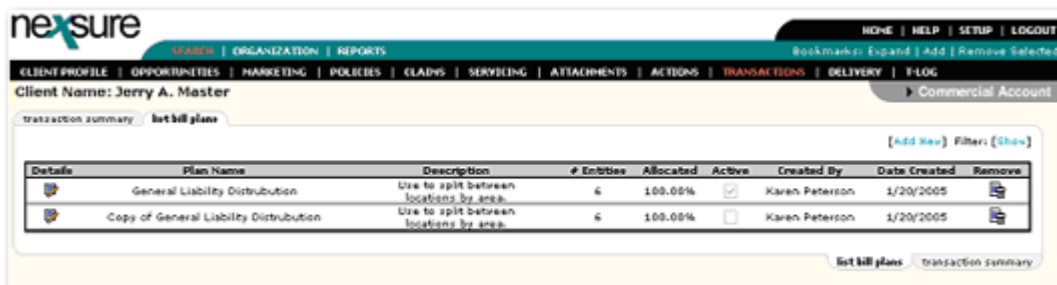 nexsure
HOME | HELP | SETUP | LOGOUT
SEARCH | ORGANIZATION | REPORTS
Bookmarks: Expand | Add | Remove Selected
CLIENT PROFILE | OPPORTUNITIES | MARKETING | POLICIES | CLAIMS | SERVICING | ATTACHMENTS | ACTIONS | TRANSACTIONS | DELIVERY | T-LOG
Client Name: Jerry A. Master
Commercial Account
transaction summary list bill plans
[Add New] Filter: [Show]
Details Plan Name Description # Entities Allocated Active Created By Date Created Remove
General Liability Distrubution Use to split between locations by area. 6 100.00% Karen Peterson 1/20/2005
Copy of General Liability Distrubution Use to split between locations by area. 6 100.00% Karen Peterson 1/20/2005
list bill plans transaction summary